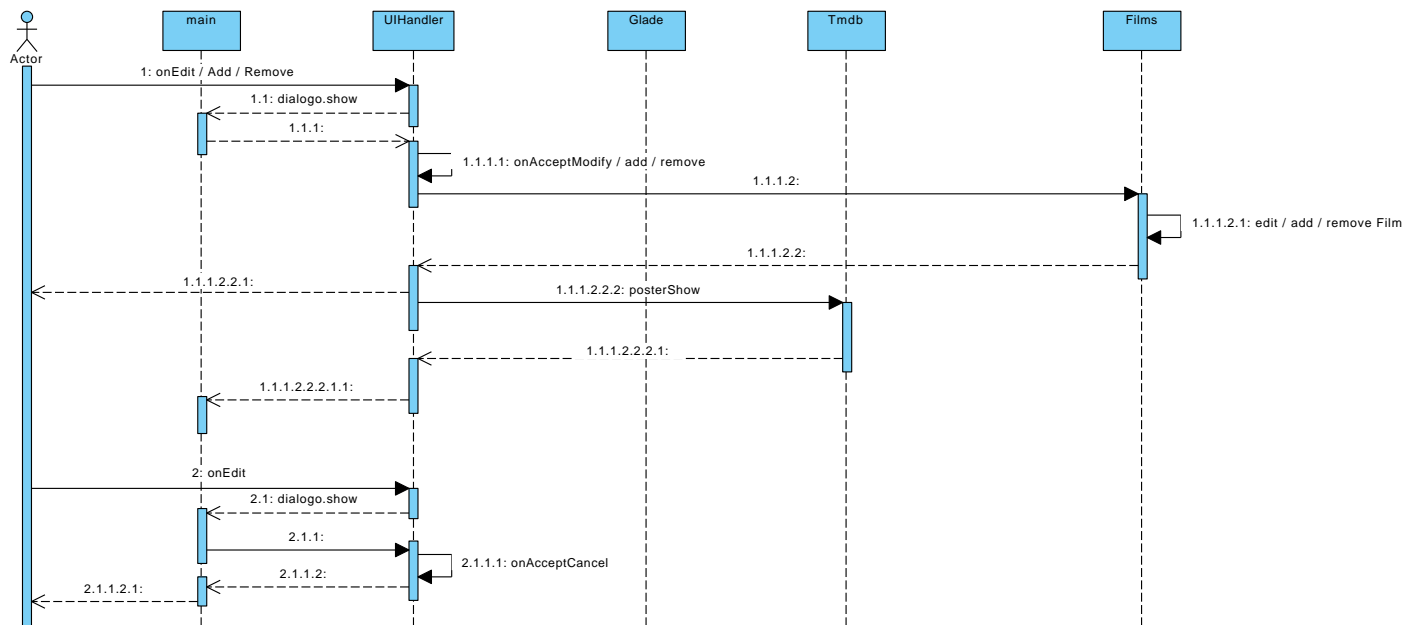 main
UIHandler
Glade
Tmdb
Films
Actor
1: onEdit / Add / Remove
1.1: dialogo.show
1.1.1:
1.1.1.1: onAcceptModify / add / remove
1.1.1.2:
1.1.1.2.1: edit / add / remove Film
1.1.1.2.2:
1.1.1.2.2.1:
1.1.1.2.2.2: posterShow
1.1.1.2.2.2.1:
1.1.1.2.2.2.1.1:
2: onEdit
2.1: dialogo.show
2.1.1:
2.1.1.1: onAcceptCancel
2.1.1.2:
2.1.1.2.1: